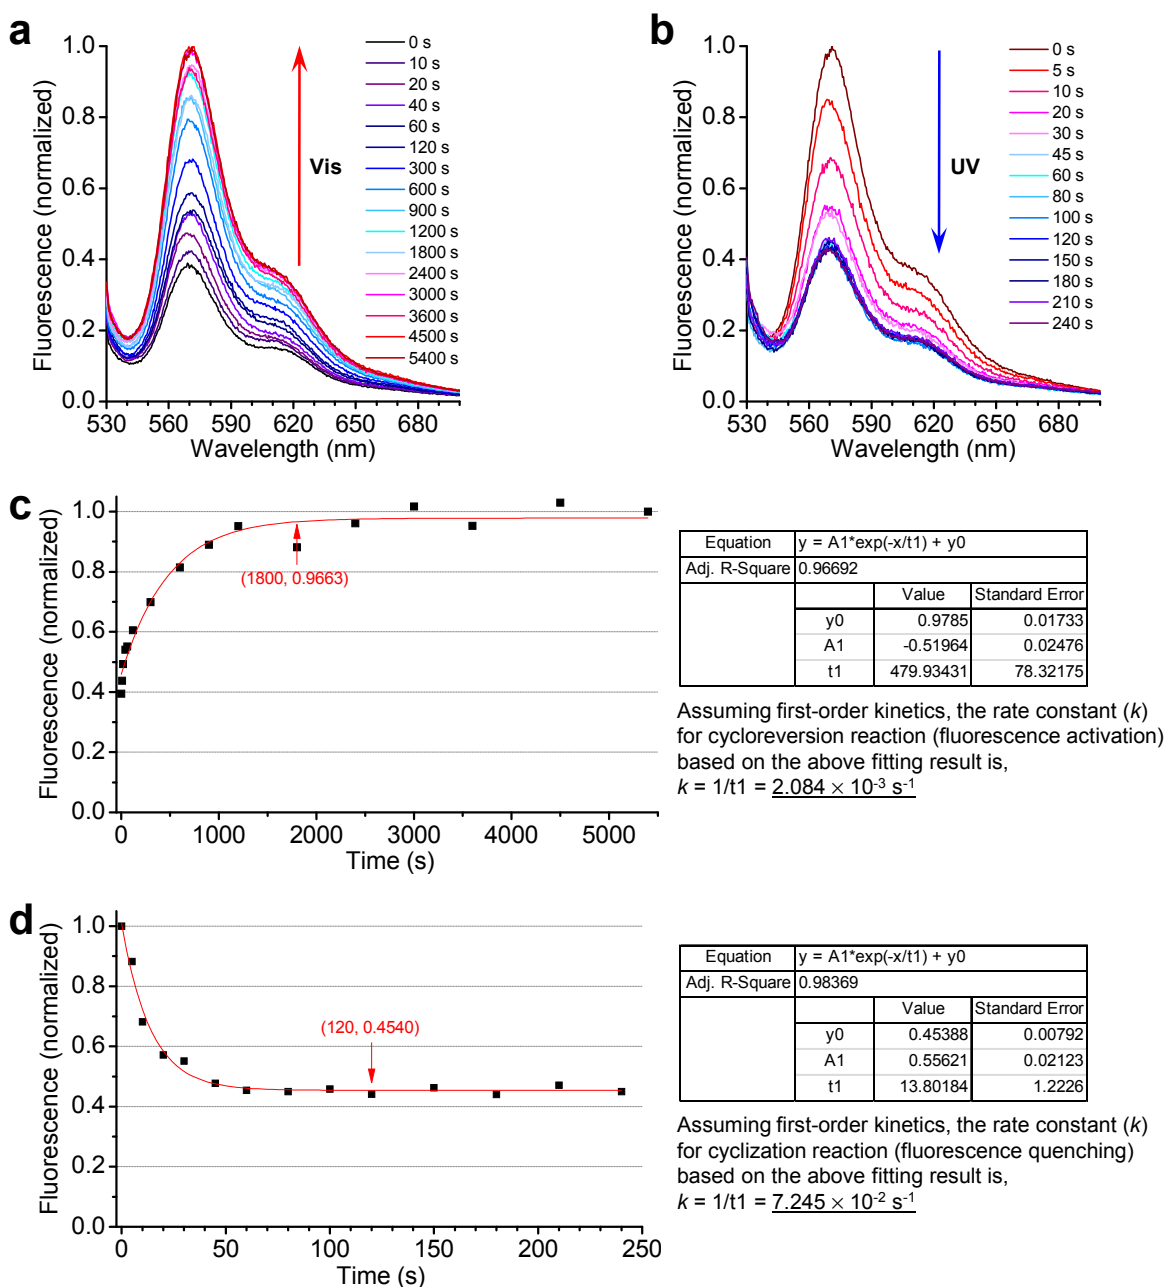 a
Fluorescence (normalized)
1.0
0.8
0.6
0.4
0.2
0.0
530 560 590 620 650 680
Wavelength (nm)
Vis
0 s
10 s
20 s
40 s
60 s
120 s
300 s
600 s
900 s
1200 s
1800 s
2400 s
3000 s
3600 s
4500 s
5400 s
b
Fluorescence (normalized)
1.0
0.8
0.6
0.4
0.2
0.0
530 560 590 620 650 680
Wavelength (nm)
UV
0 s
5 s
10 s
20 s
30 s
45 s
60 s
80 s
100 s
120 s
150 s
180 s
210 s
240 s
c
Fluorescence (normalized)
1.0
0.8
0.6
0.4
0.2
0.0
(1800, 0.9663)
0 1000 2000 3000 4000 5000
Time (s)
Equation y = A1*exp(-x/t1) + y0
Adj. R-Square 0.96692
Value Standard Error
y0 0.9785 0.01733
A1 -0.51964 0.02476
t1 479.93431 78.32175
Assuming first-order kinetics, the rate constant (k)
for cycloreversion reaction (fluorescence activation)
based on the above fitting result is,
k = 1/t1 = 2.084 × 10⁻³ s⁻¹
d
Fluorescence (normalized)
1.0
0.8
0.6
0.4
0.2
0.0
(120, 0.4540)
0 50 100 150 200 250
Time (s)
Equation y = A1*exp(-x/t1) + y0
Adj. R-Square 0.98369
Value Standard Error
y0 0.45388 0.00792
A1 0.55621 0.02123
t1 13.80184 1.2226
Assuming first-order kinetics, the rate constant (k)
for cyclization reaction (fluorescence quenching)
based on the above fitting result is,
k = 1/t1 = 7.245 × 10⁻² s⁻¹